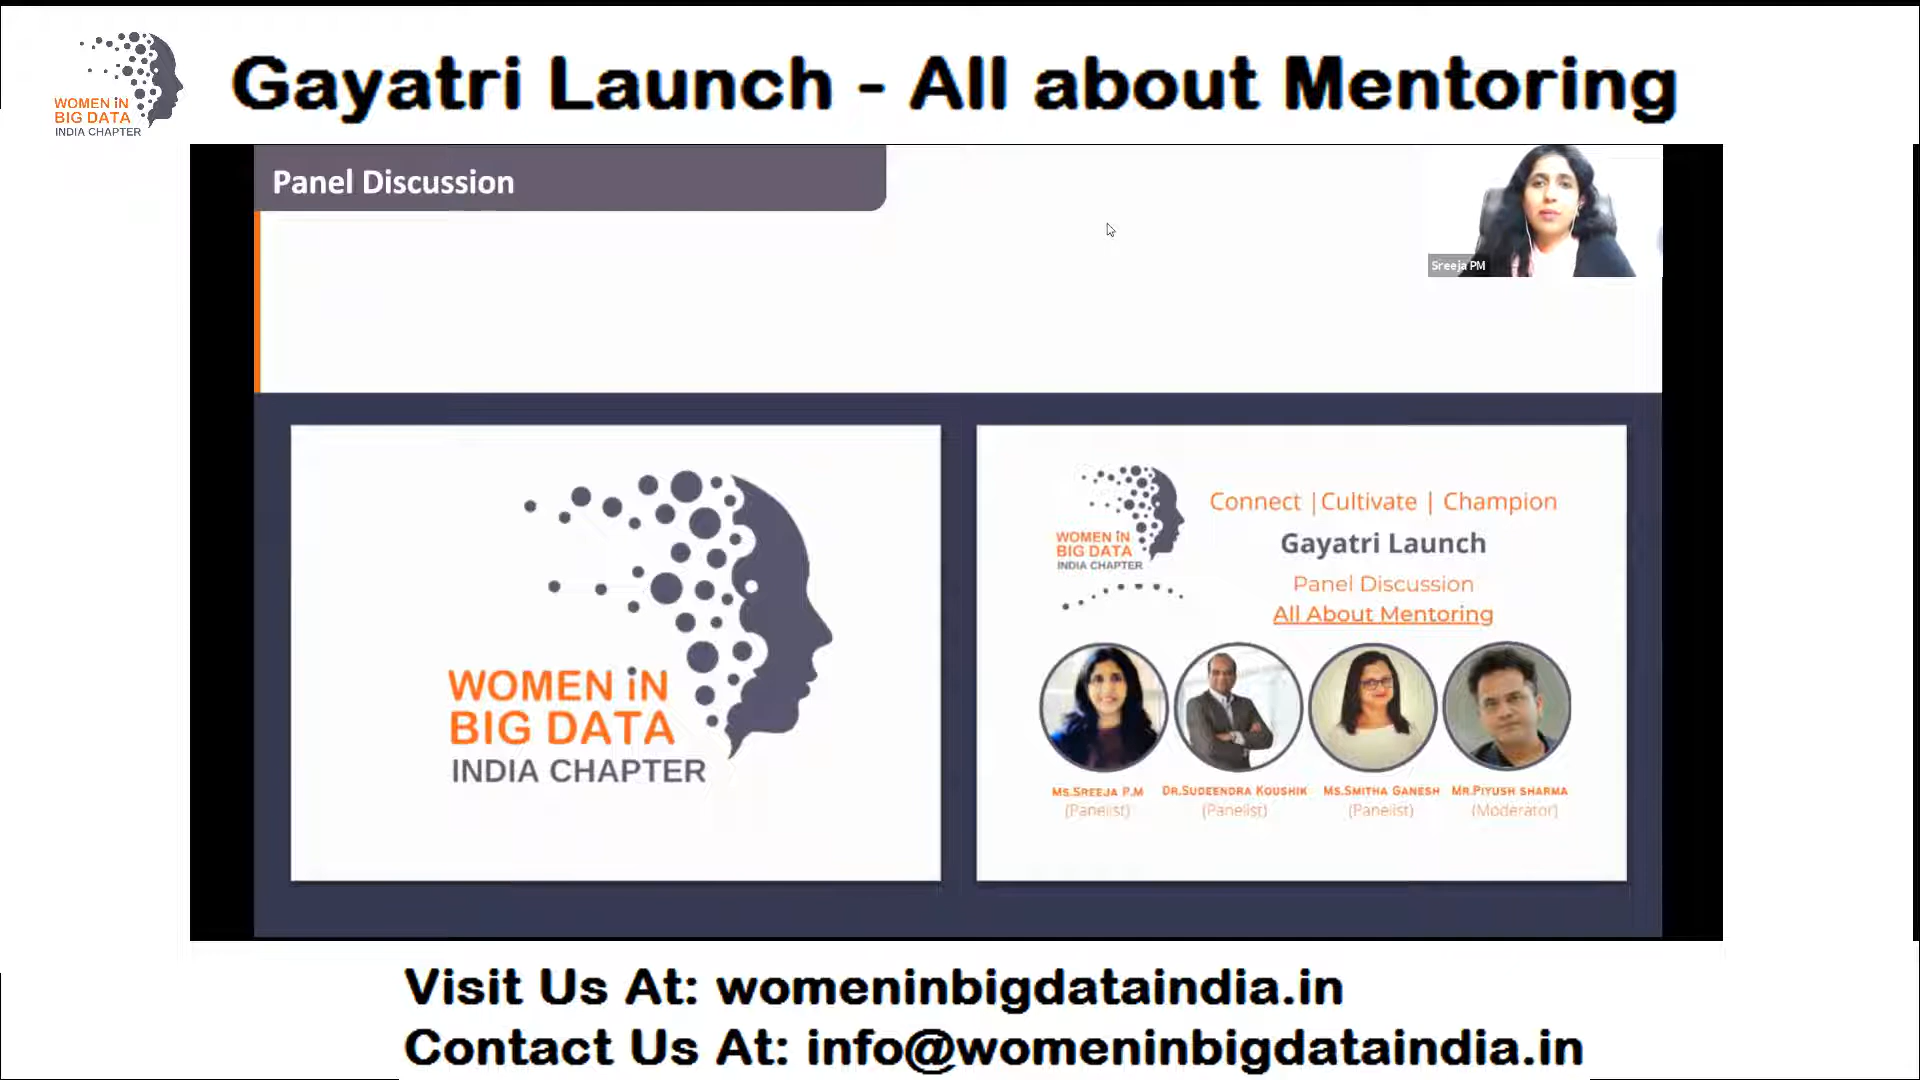 WOMEN iN
BIG DATA
INDIA CHAPTER
Gayatri Launch - All about Mentoring
Panel Discussion
Sreeja PM
WOMEN iN
BIG DATA
INDIA CHAPTER
WOMEN iN
BIG DATA
INDIA CHAPTER
Connect |Cultivate | Champion
Gayatri Launch
Panel Discussion
All About Mentoring
Ms.Sreeja P.M
(Panelist)
Dr.Sudeendra Koushik
(Panelist)
Ms.Smitha Ganesh
(Panelist)
Mr.Piyush sharma
(Moderator)
Visit Us At: womeninbigdataindia.in
Contact Us At: info@womeninbigdataindia.in